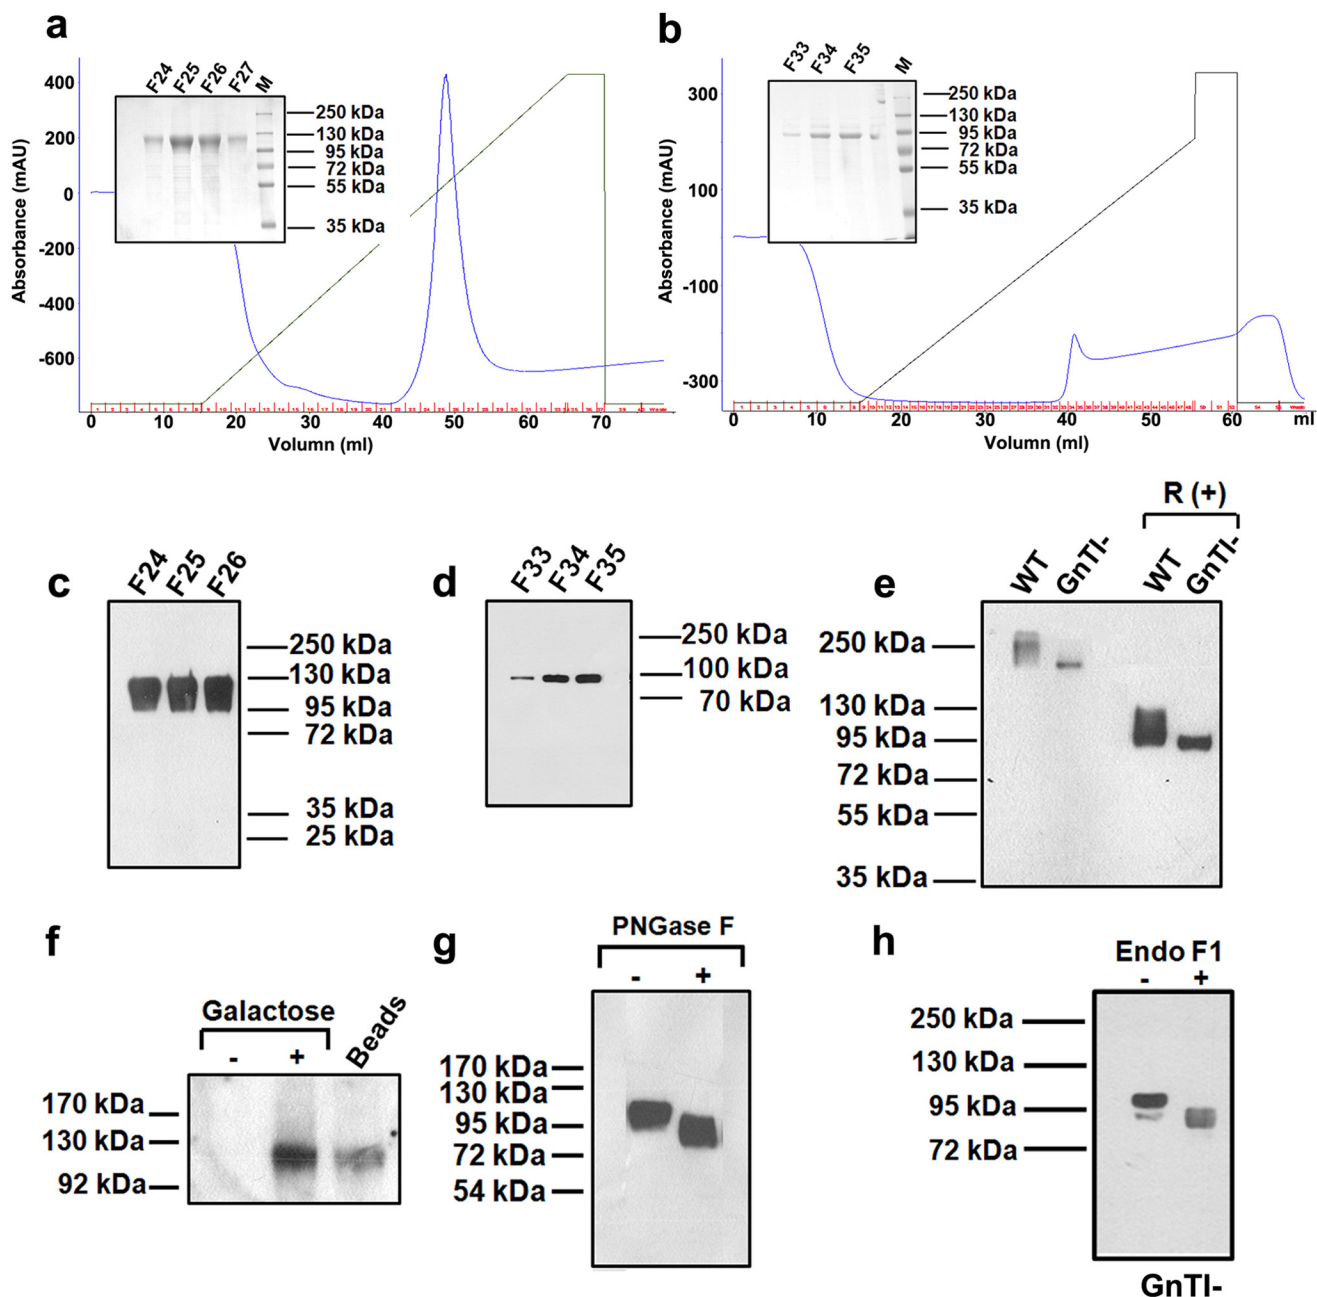 a
F24 F25 F26 F27 M
250 kDa
130 kDa
95 kDa
72 kDa
55 kDa
35 kDa
Absorbance (mAU)
400
200
0
-200
-400
-600
0 10 20 30 40 50 60 70
Volumn (ml)
b
F33 F34 F35 M
250 kDa
130 kDa
95 kDa
72 kDa
55 kDa
35 kDa
Absorbance (mAU)
300
100
-100
-300
0 10 20 30 40 50 60 ml
Volumn (ml)
c
F24 F25 F26
250 kDa
130 kDa
95 kDa
72 kDa
35 kDa
25 kDa
d
F33 F34 F35
250 kDa
100 kDa
70 kDa
e
R (+)
WT GnTI- WT GnTI-
250 kDa
130 kDa
95 kDa
72 kDa
55 kDa
35 kDa
f
Galactose
- + Beads
170 kDa
130 kDa
92 kDa
g
PNGase F
- +
170 kDa
130 kDa
95 kDa
72 kDa
54 kDa
h
Endo F1
- +
250 kDa
130 kDa
95 kDa
72 kDa
GnTI-